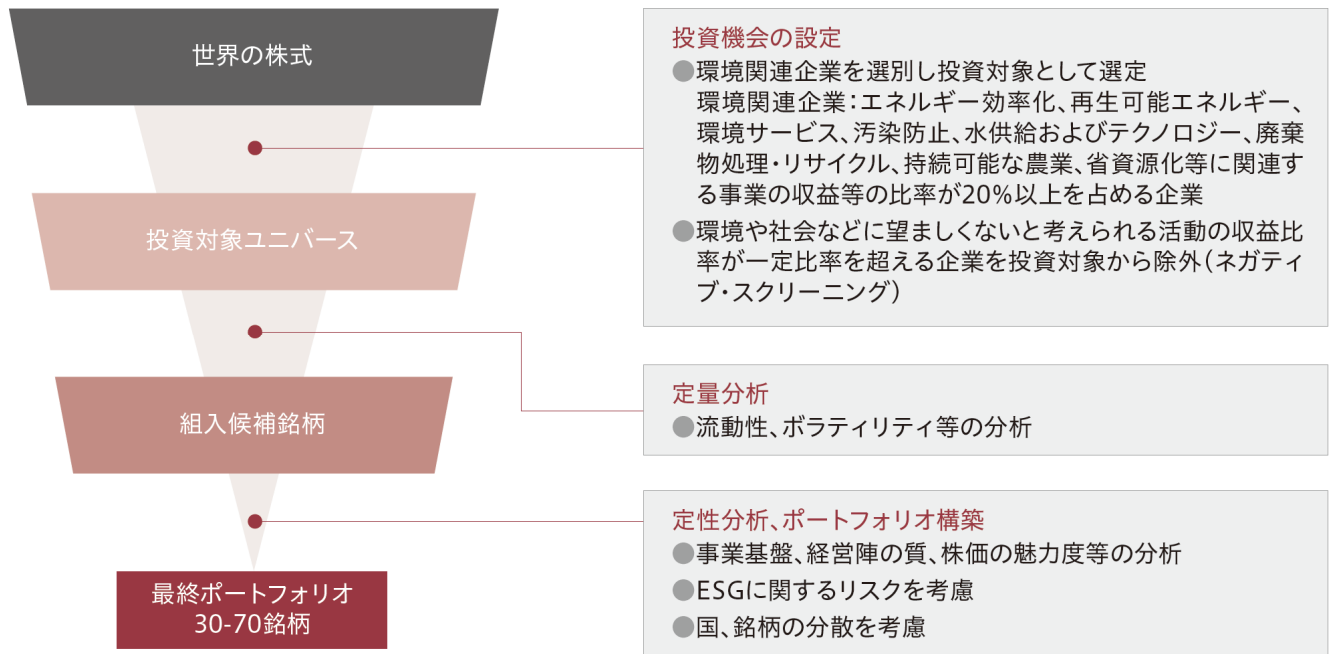 世界の株式
投資対象ユニバース
組入候補銘柄
最終ポートフォリオ
30-70銘柄
投資機会の設定
●環境関連企業を選別し投資対象として選定
環境関連企業：エネルギー効率化、再生可能エネルギー、
環境サービス、汚染防止、水供給およびテクノロジー、廃棄
物処理・リサイクル、持続可能な農業、省資源化等に関連す
る事業の収益等の比率が20%以上を占める企業
●環境や社会などに望ましくないと考えられる活動の収益比
率が一定比率を超える企業を投資対象から除外（ネガティ
ブ・スクリーニング）
定量分析
●流動性、ボラティリティ等の分析
定性分析、ポートフォリオ構築
●事業基盤、経営陣の質、株価の魅力度等の分析
●ESGに関するリスクを考慮
●国、銘柄の分散を考慮